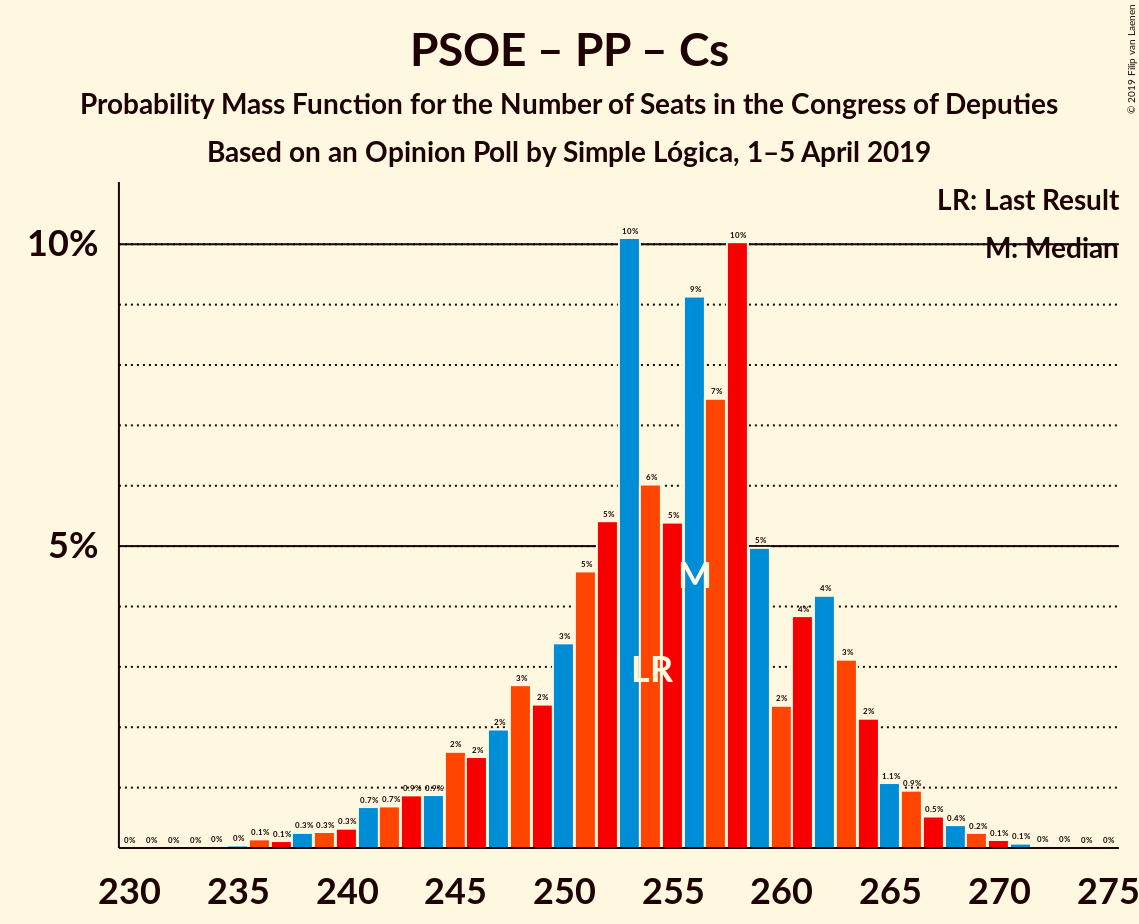 PSOE – PP – Cs
Probability Mass Function for the Number of Seats in the Congress of Deputies
Based on an Opinion Poll by Simple Lógica, 1–5 April 2019
© 2019 Filip van Laenen
LR: Last Result
M: Median
10%
5%
0% 0% 0% 0% 0% 0% 0.1% 0.1% 0.3% 0.3% 0.3% 0.7% 0.7% 0.9% 0.9% 2% 2% 2% 3% 2% 3% 5% 5% 10% 6% 5% 9% 7% 10% 5% 2% 4% 4% 3% 2% 1.1% 0.9% 0.5% 0.4% 0.2% 0.1% 0.1% 0% 0% 0% 0%
M
LR
230 235 240 245 250 255 260 265 270 275